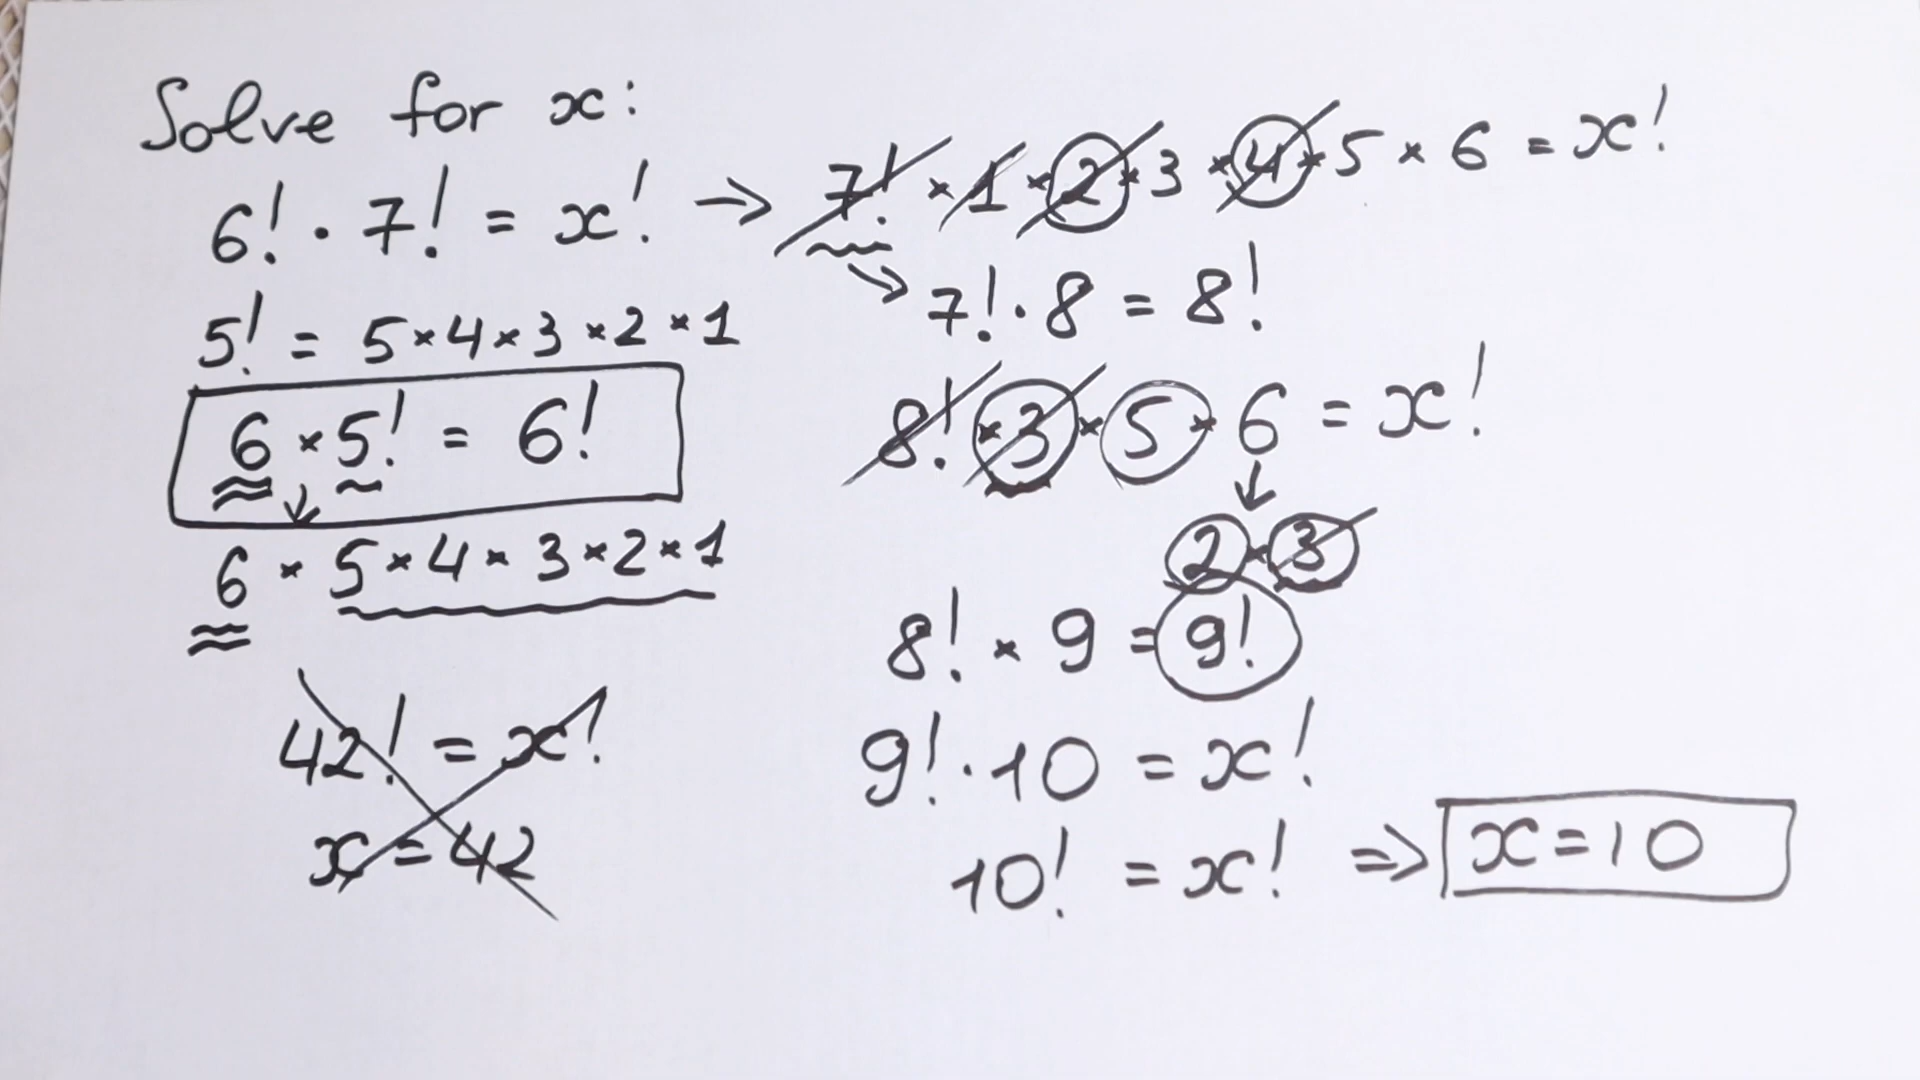 Solve for x:
6! · 7! = x! →
5! = 5 × 4 × 3 × 2 × 1
6 × 5! = 6!
6 × 5 × 4 × 3 × 2 × 1
42! = x!
x = 42
7! × 1 × 2 × 3 × 4 × 5 × 6 = x!
→ 7! · 8 = 8!
8! × 3 × 5 × 6 = x!
2 × 3
8! × 9 = 9!
9! · 10 = x!
10! = x! ⇒ x = 10